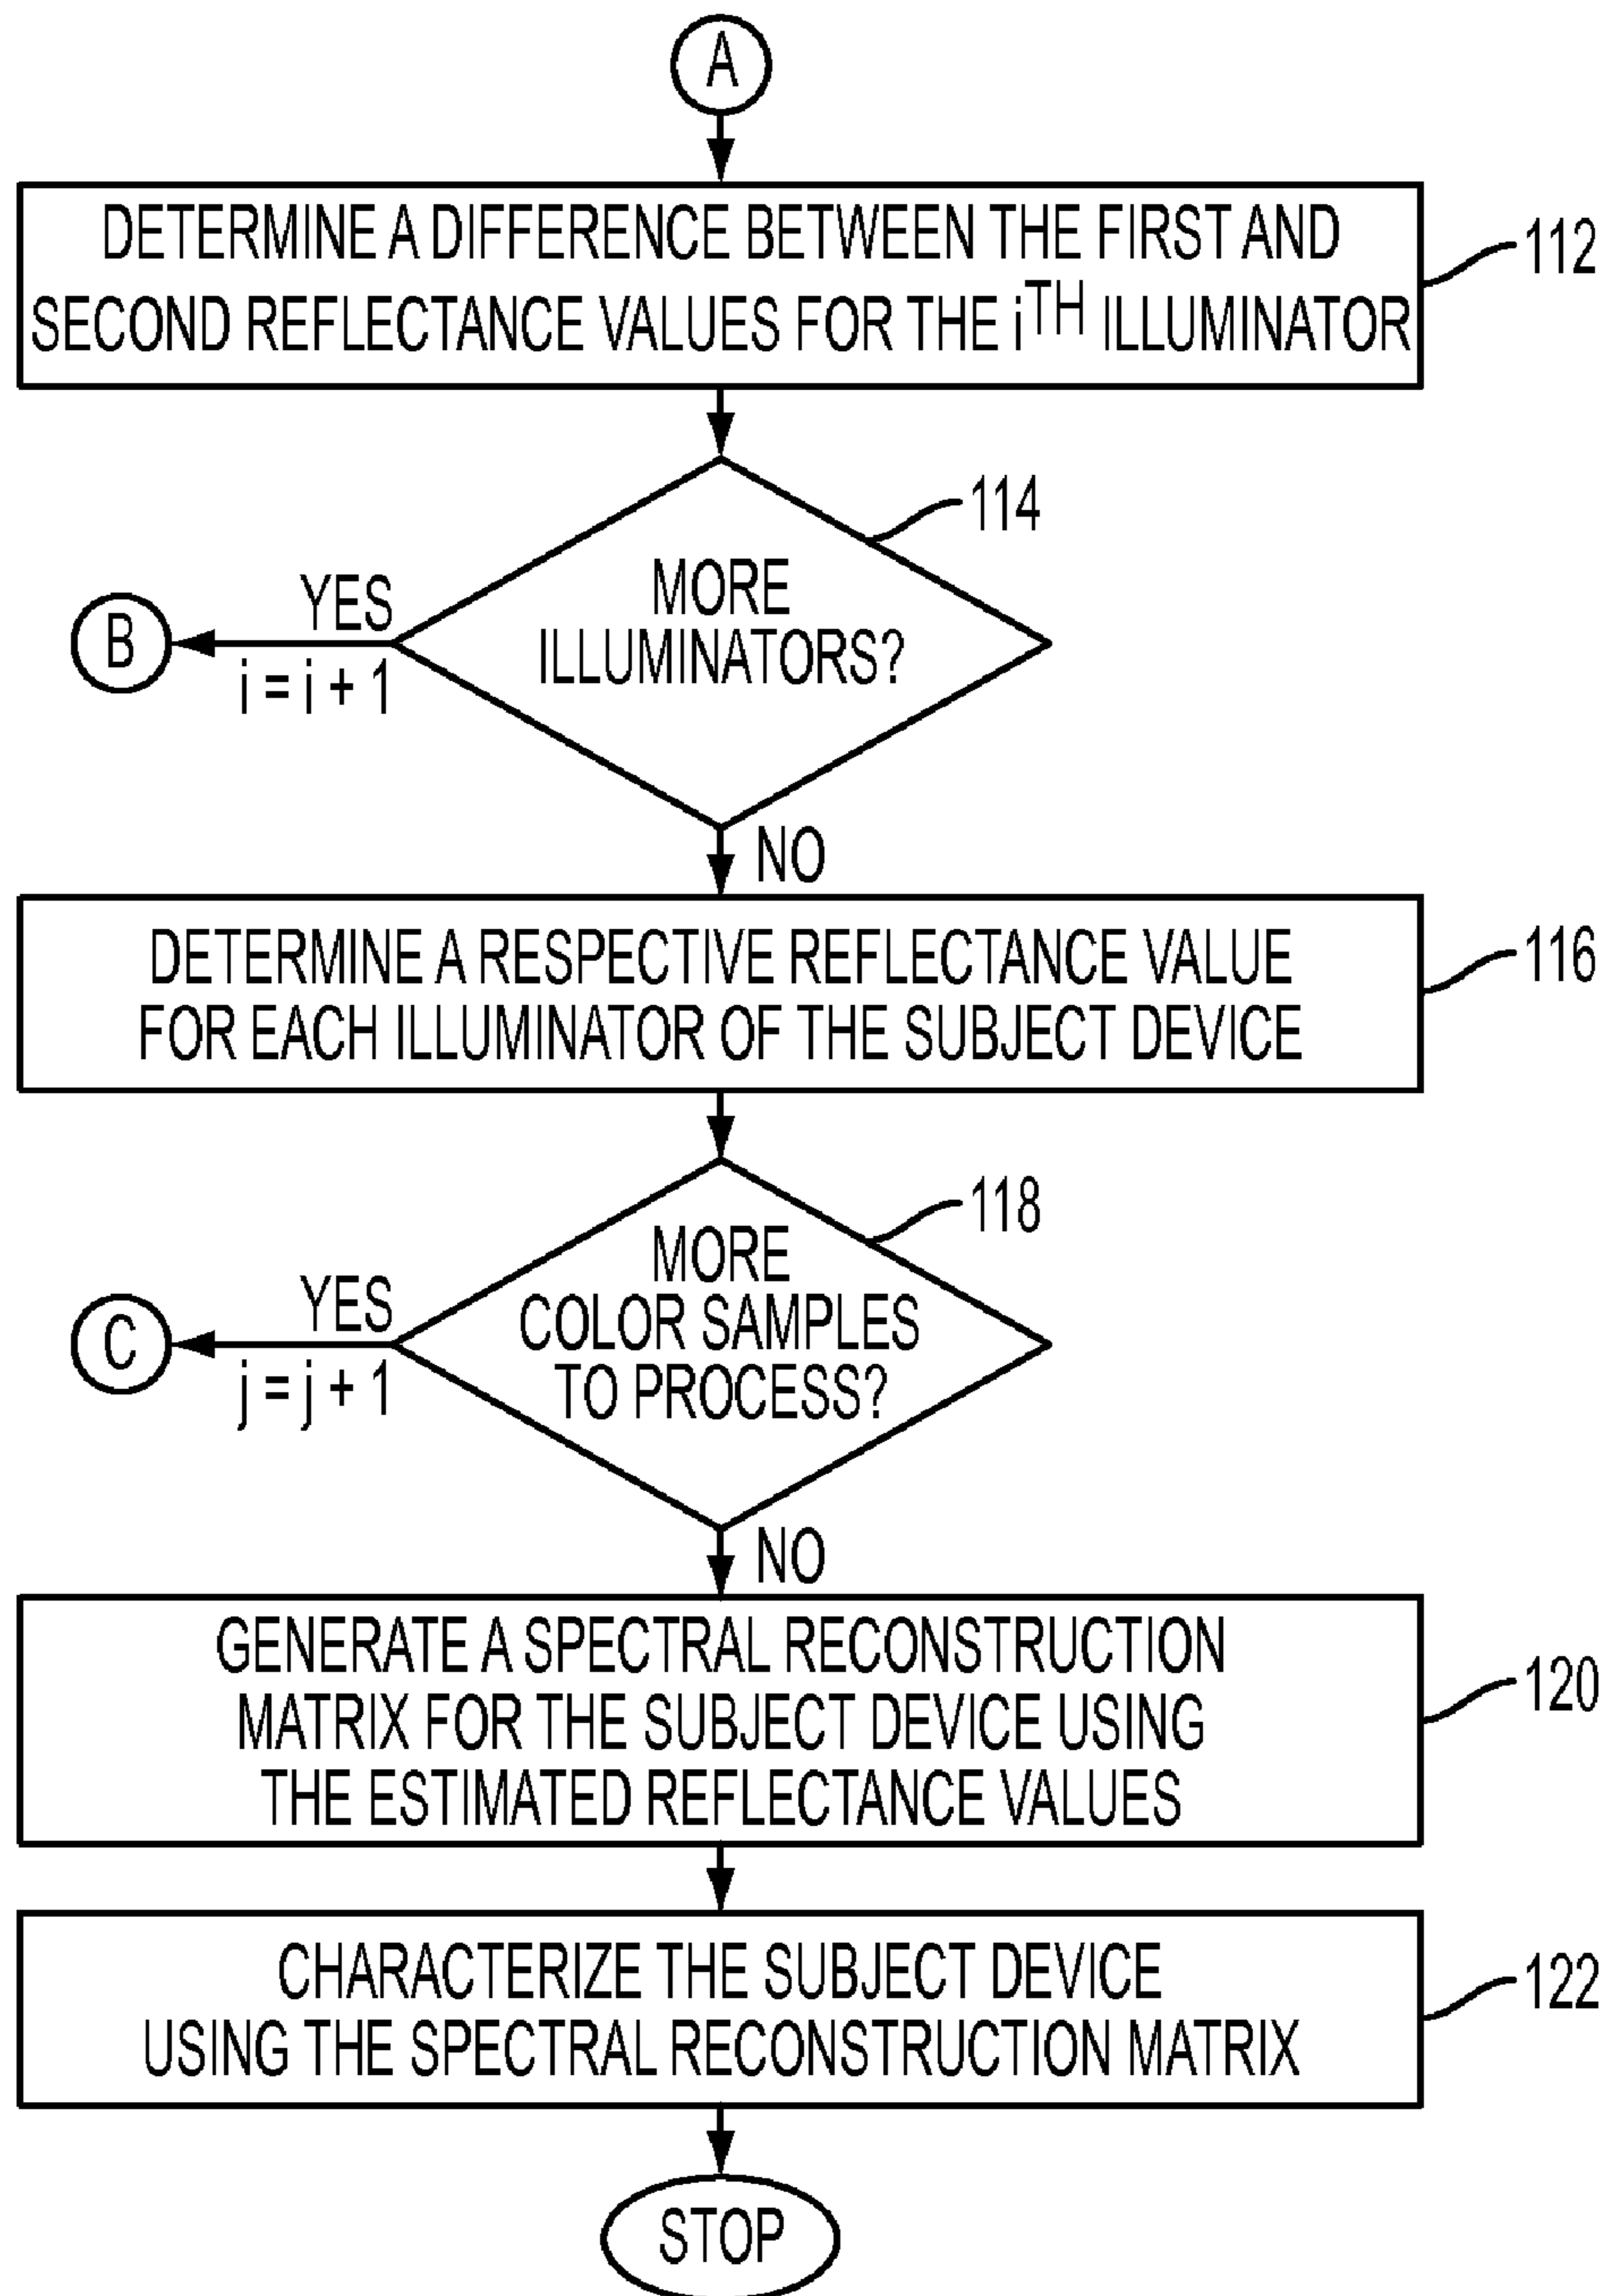 A
DETERMINE A DIFFERENCE BETWEEN THE FIRST AND
SECOND REFLECTANCE VALUES FOR THE iTH ILLUMINATOR
112
114
MORE
ILLUMINATORS?
YES
B
i = i + 1
NO
DETERMINE A RESPECTIVE REFLECTANCE VALUE
FOR EACH ILLUMINATOR OF THE SUBJECT DEVICE
116
118
MORE
COLOR SAMPLES
TO PROCESS?
YES
C
j = j + 1
NO
GENERATE A SPECTRAL RECONSTRUCTION
MATRIX FOR THE SUBJECT DEVICE USING
THE ESTIMATED REFLECTANCE VALUES
120
CHARACTERIZE THE SUBJECT DEVICE
USING THE SPECTRAL RECONSTRUCTION MATRIX
122
STOP